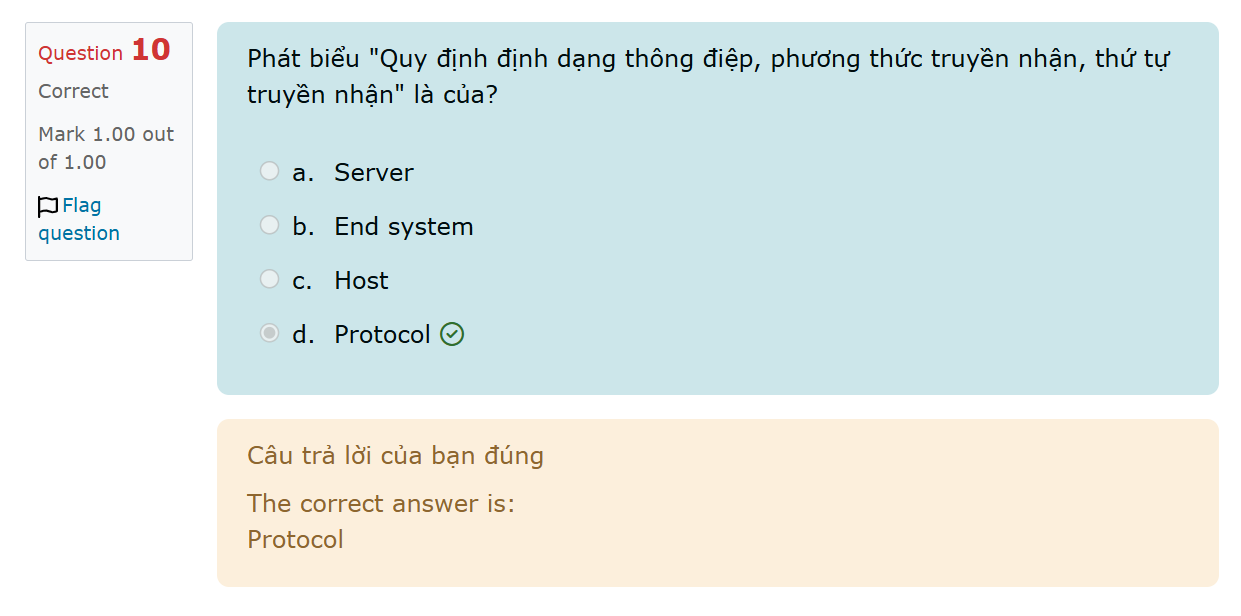 Question 10
Correct
Mark 1.00 out
of 1.00
Flag
question
Phát biểu "Quy định định dạng thông điệp, phương thức truyền nhận, thứ tự
truyền nhận" là của?
a. Server
b. End system
c. Host
d. Protocol
Câu trả lời của bạn đúng
The correct answer is:
Protocol